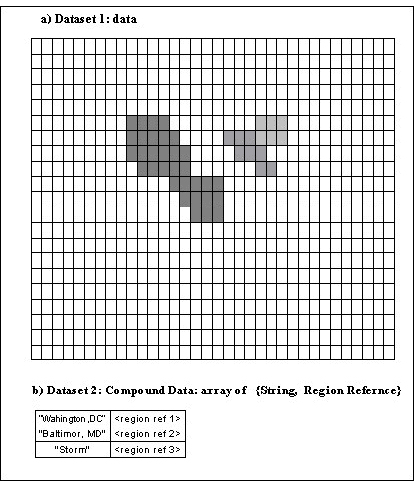 a) Dataset 1: data
b) Dataset 2: Compound Data: array of {String, Region Refernce}
"Wahington,DC" <region ref 1>
"Baltimor, MD" <region ref 2>
"Storm" <region ref 3>